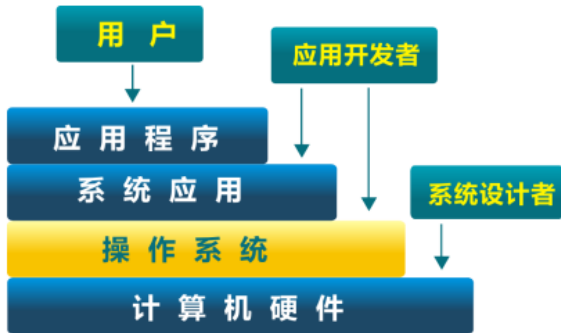 用 户
应用开发者
应 用 程 序
系 统 应 用
系统设计者
操 作 系 统
计 算 机 硬 件